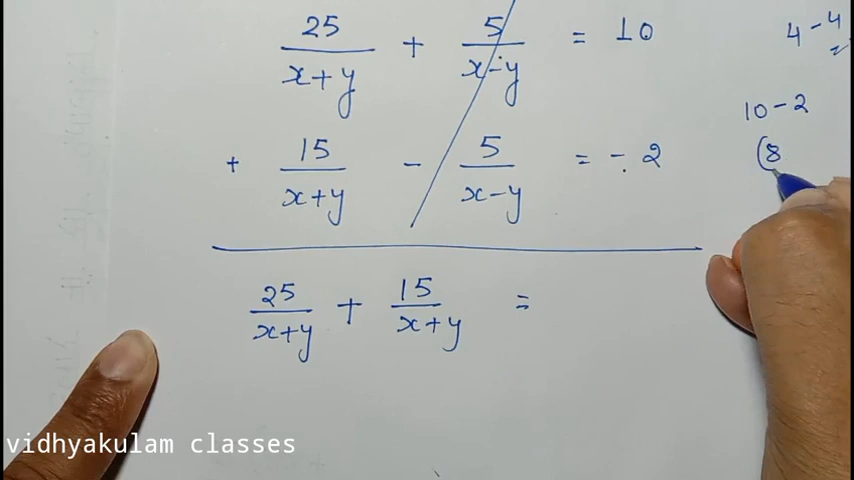 25/(x+y) + 5/(x-y) = 10
4-4
10-2
+ 15/(x+y) - 5/(x-y) = -2
(8
25/(x+y) + 15/(x+y) =
vidhyakulam classes